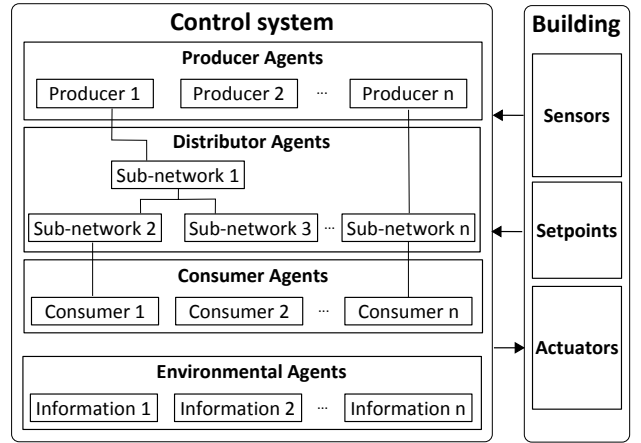 Control system
Producer Agents
Producer 1 Producer 2 ... Producer n
Distributor Agents
Sub-network 1
Sub-network 2 Sub-network 3 ... Sub-network n
Consumer Agents
Consumer 1 Consumer 2 ... Consumer n
Environmental Agents
Information 1 Information 2 ... Information n
Building
Sensors
Setpoints
Actuators